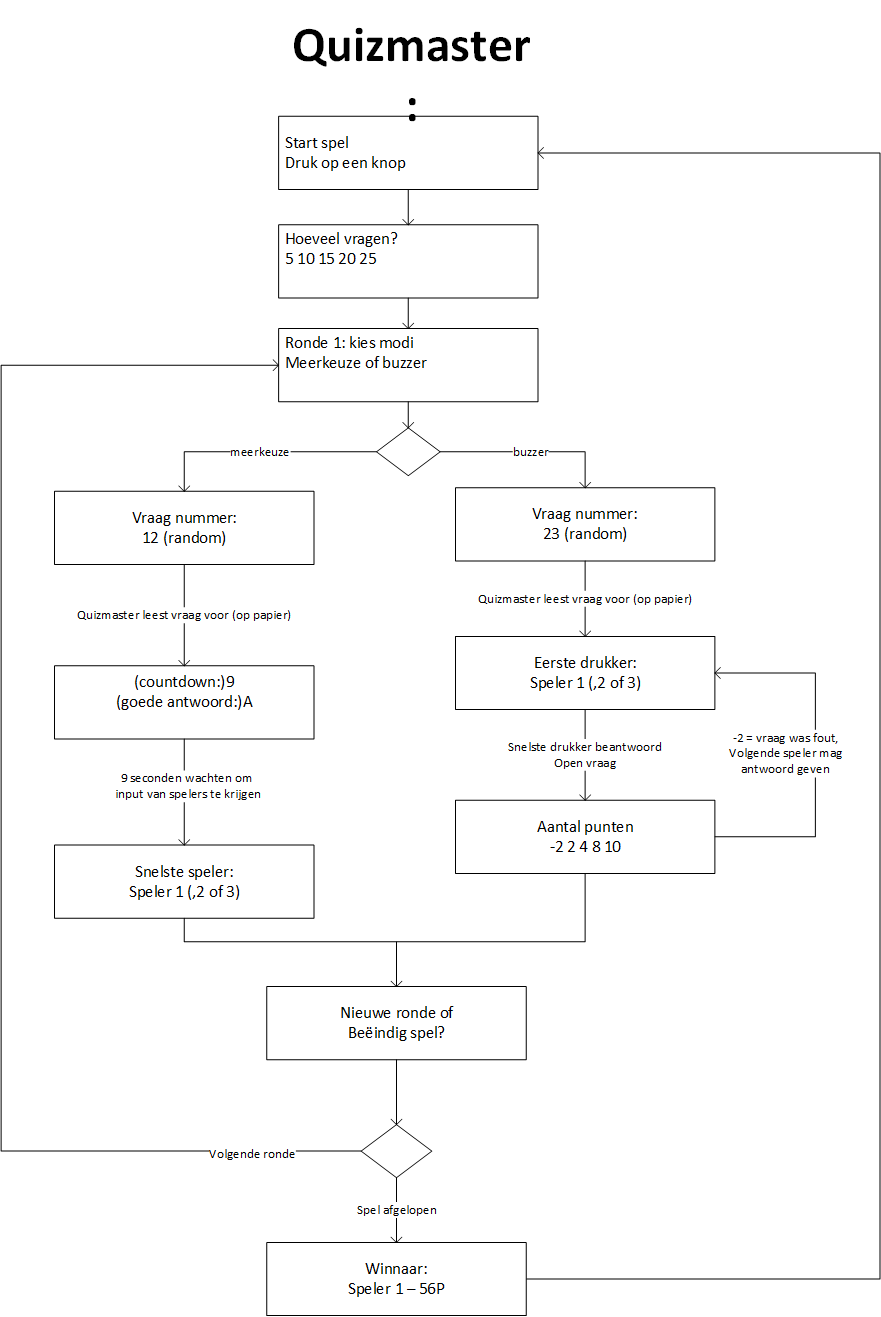 Quizmaster
:
Start spel
Druk op een knop
Hoeveel vragen?
5 10 15 20 25
Ronde 1: kies modi
Meerkeuze of buzzer
meerkeuze
buzzer
Vraag nummer:
12 (random)
Vraag nummer:
23 (random)
Quizmaster leest vraag voor (op papier)
Quizmaster leest vraag voor (op papier)
(countdown:)9
(goede antwoord:)A
Eerste drukker:
Speler 1 (,2 of 3)
9 seconden wachten om
input van spelers te krijgen
Snelste drukker beantwoord
Open vraag
-2 = vraag was fout,
Volgende speler mag
antwoord geven
Snelste speler:
Speler 1 (,2 of 3)
Aantal punten
-2 2 4 8 10
Nieuwe ronde of
Beëindig spel?
Volgende ronde
Spel afgelopen
Winnaar:
Speler 1 – 56P